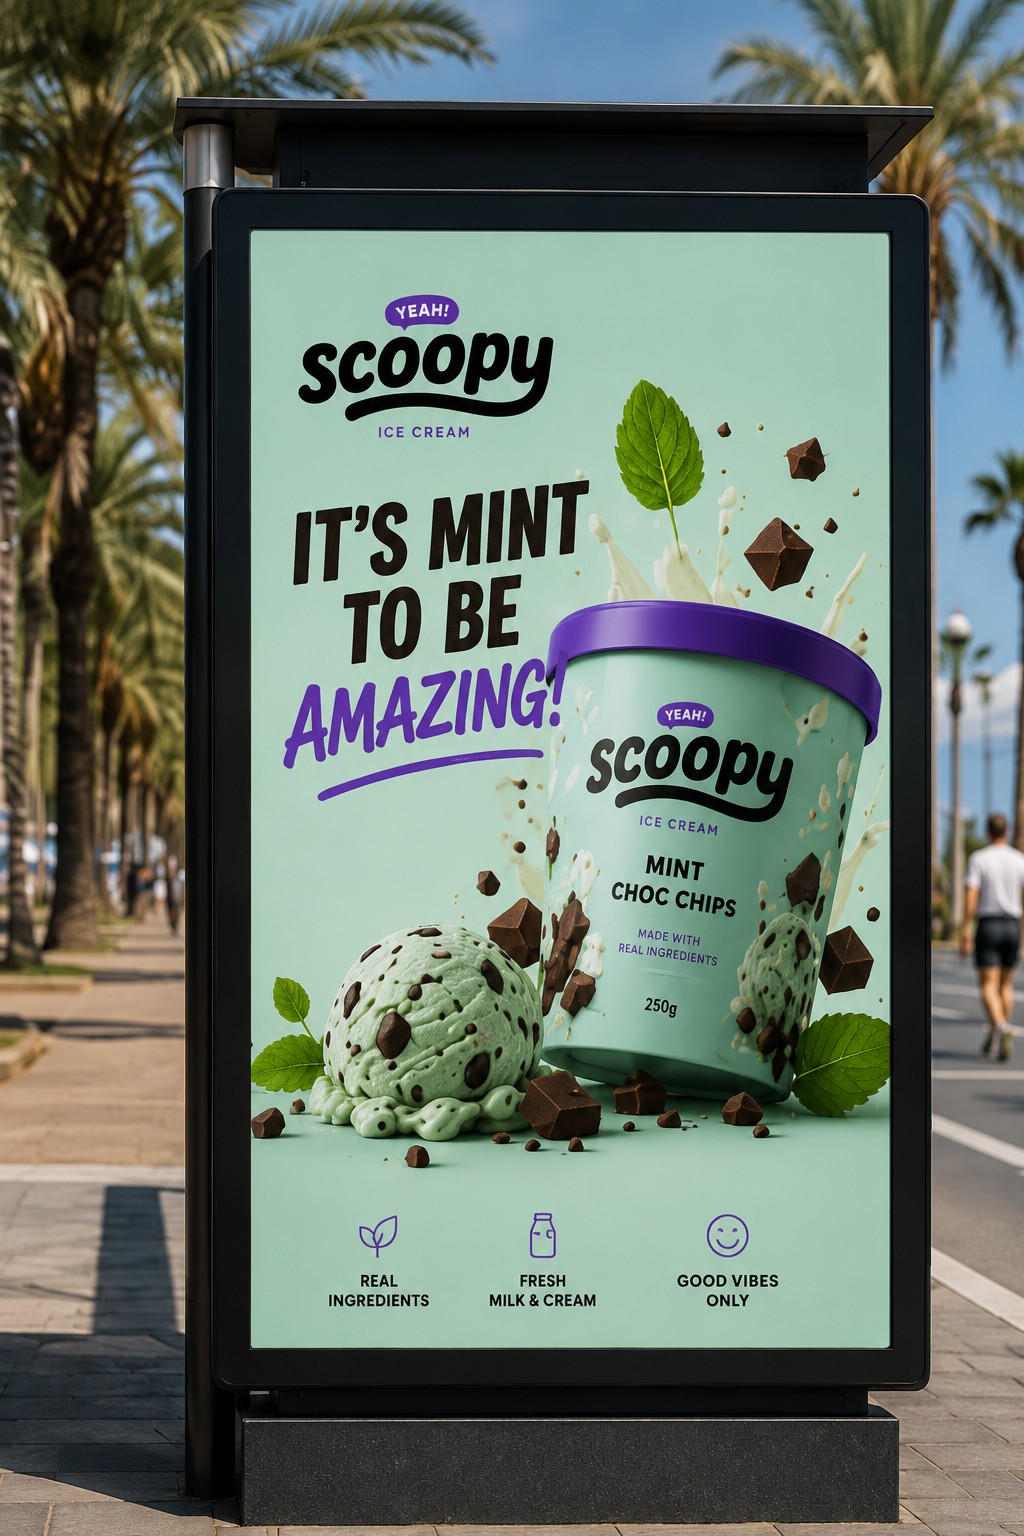 YEAH!
scoopy
ICE CREAM
IT'S MINT
TO BE
AMAZING!
YEAH!
scoopy
ICE CREAM
MINT
CHOC CHIPS
MADE WITH
REAL INGREDIENTS
250g
REAL
INGREDIENTS
FRESH
MILK & CREAM
GOOD VIBES
ONLY